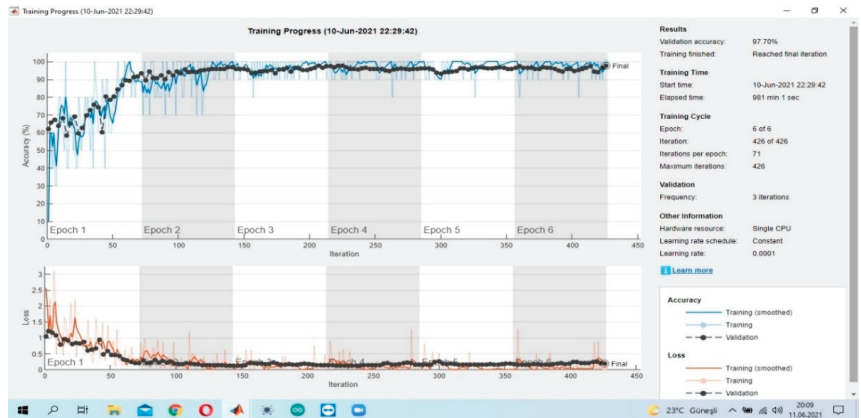 Training Progress (10-Jun-2021 22:29:42)
Training Progress (10-Jun-2021 22:29:42)
100
90
80
70
60
50
40
30
20
10
0
Accuracy (%)
Final
Epoch 1
Epoch 2
Epoch 3
Epoch 4
Epoch 5
Epoch 6
0
50
100
150
200
250
300
350
400
450
Iteration
3
2.5
2
1.5
1
0.5
0
Loss
Final
Epoch 1
0
50
100
150
200
250
300
350
400
450
Iteration
Results
Validation accuracy: 97.70%
Training finished: Reached final iteration
Training Time
Start time: 10-Jun-2021 22:29:42
Elapsed time: 981 min 1 sec
Training Cycle
Epoch: 6 of 6
Iteration: 426 of 426
Iterations per epoch: 71
Maximum iterations: 426
Validation
Frequency: 3 iterations
Other Information
Hardware resource: Single CPU
Learning rate schedule: Constant
Learning rate: 0.0001
i Learn more
Accuracy
Training (smoothed)
Training
Validation
Loss
Training (smoothed)
Training
Validation
23°C Güneşli
20:09
11.06.2021